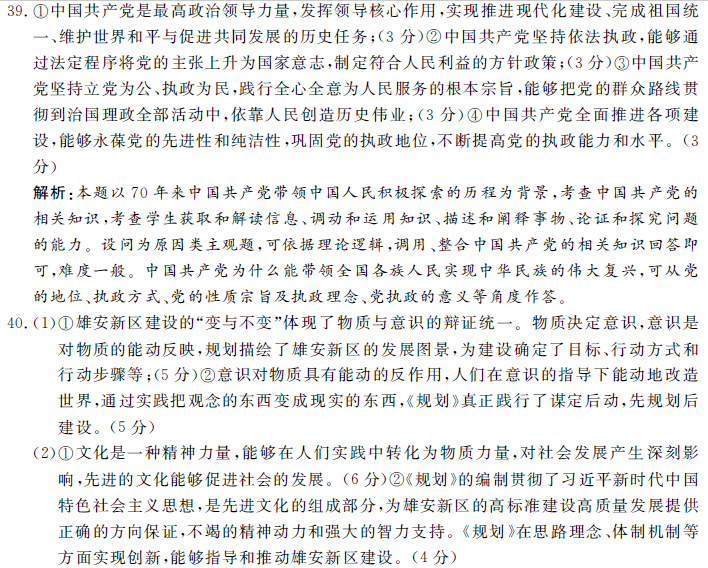 39. ①中国共产党是最高政治领导力量,发挥领导核心作用,实现推进现代化建设、完成祖国统
一、维护世界和平与促进共同发展的历史任务;(3 分)②中国共产党坚持依法执政,能够通
过法定程序将党的主张上升为国家意志,制定符合人民利益的方针政策;(3 分)③中国共产
党坚持立党为公、执政为民,践行全心全意为人民服务的根本宗旨,能够把党的群众路线贯
彻到治国理政全部活动中,依靠人民创造历史伟业;(3 分)④中国共产党全面推进各项建
设,能够永葆党的先进性和纯洁性,巩固党的执政地位,不断提高党的执政能力和水平。(3
分)
解析:本题以 70 年来中国共产党带领中国人民积极探索的历程为背景,考查中国共产党的
相关知识,考查学生获取和解读信息、调动和运用知识、描述和阐释事物、论证和探究问题
的能力。设问为原因类主观题,可依据理论逻辑,调用、整合中国共产党的相关知识回答即
可,难度一般。中国共产党为什么能带领全国各族人民实现中华民族的伟大复兴,可从党
的地位、执政方式、党的性质宗旨及执政理念、党执政的意义等角度作答。
40. (1)①雄安新区建设的“变与不变”体现了物质与意识的辩证统一。物质决定意识,意识是
对物质的能动反映,规划描绘了雄安新区的发展图景,为建设确定了目标、行动方式和
行动步骤等;(5 分)②意识对物质具有能动的反作用,人们在意识的指导下能动地改造
世界,通过实践把观念的东西变成现实的东西,《规划》真正践行了谋定后动,先规划后
建设。(5 分)
(2)①文化是一种精神力量,能够在人们实践中转化为物质力量,对社会发展产生深刻影
响,先进的文化能够促进社会的发展。(6 分)②《规划》的编制贯彻了习近平新时代中国
特色社会主义思想,是先进文化的组成部分,为雄安新区的高标准建设高质量发展提供
正确的方向保证,不竭的精神动力和强大的智力支持。《规划》在思路理念、体制机制等
方面实现创新,能够指导和推动雄安新区建设。(4 分)